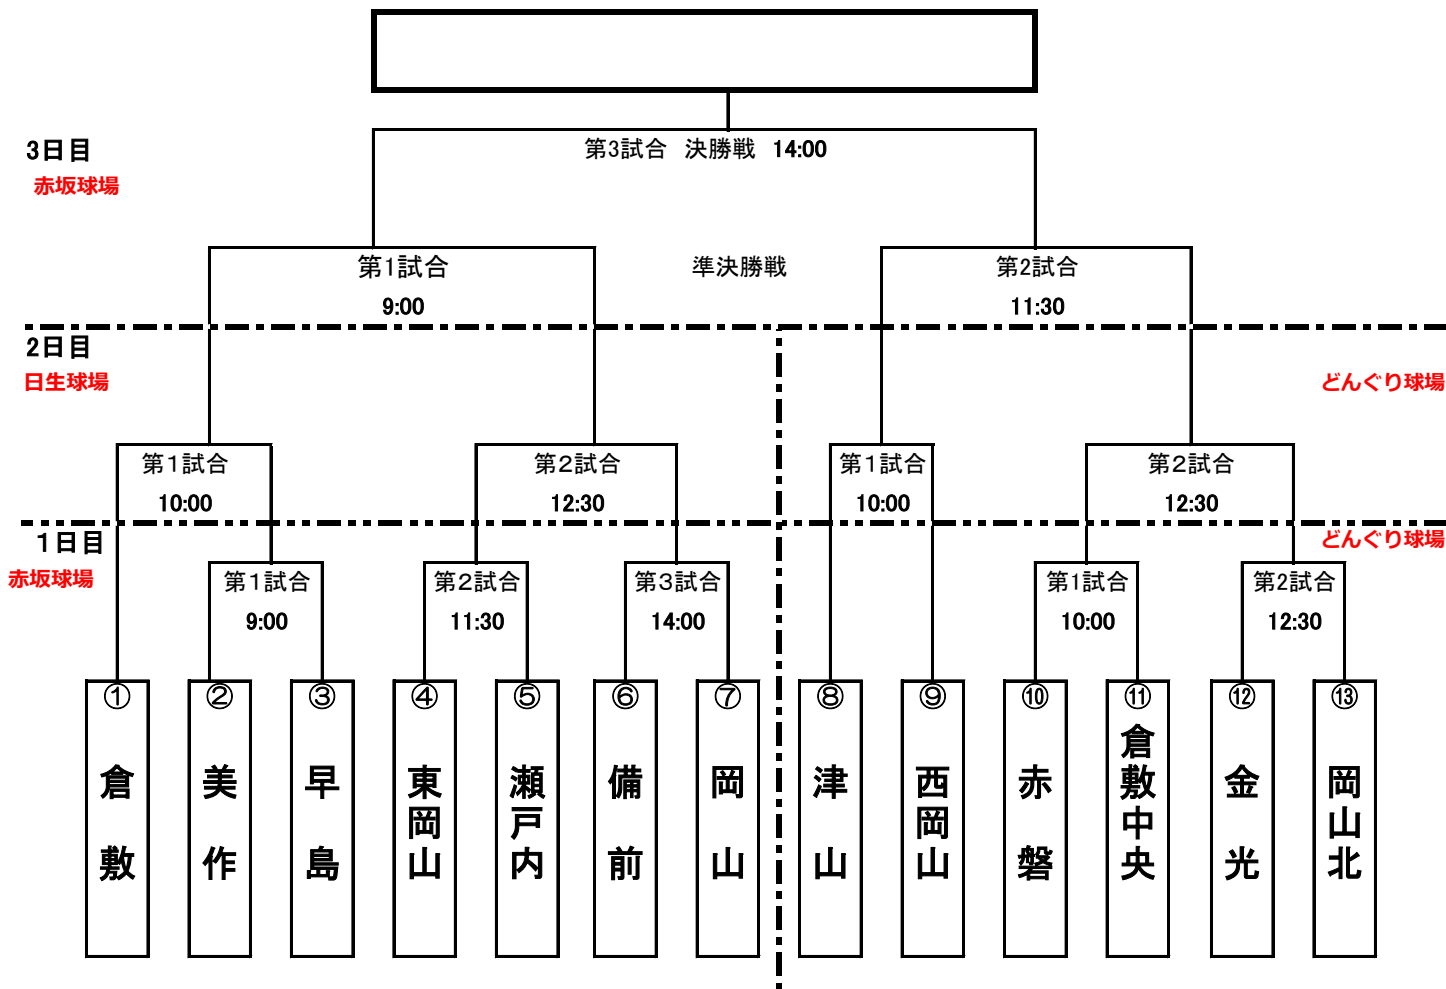 3日目
第3試合 決勝戦 14:00
赤坂球場
第1試合
準決勝戦
第2試合
9:00
11:30
2日目
日生球場
どんぐり球場
第1試合
第2試合
第1試合
第2試合
10:00
12:30
10:00
12:30
1日目
どんぐり球場
赤坂球場
第1試合
第2試合
第3試合
第1試合
第2試合
9:00
11:30
14:00
10:00
12:30
① 倉敷
② 美作
③ 早島
④ 東岡山
⑤ 瀬戸内
⑥ 備前
⑦ 岡山
⑧ 津山
⑨ 西岡山
⑩ 赤磐
⑪ 倉敷中央
⑫ 金光
⑬ 岡山北